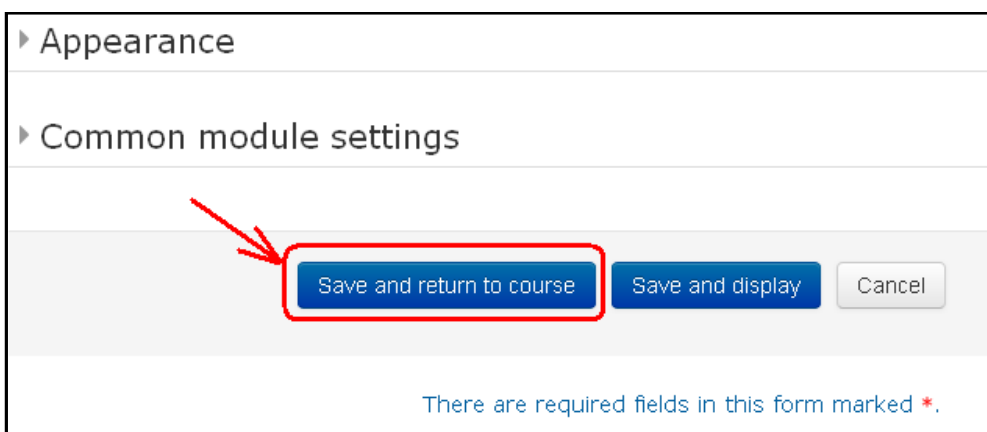 Appearance
Common module settings
Save and return to course Save and display Cancel
There are required fields in this form marked *.